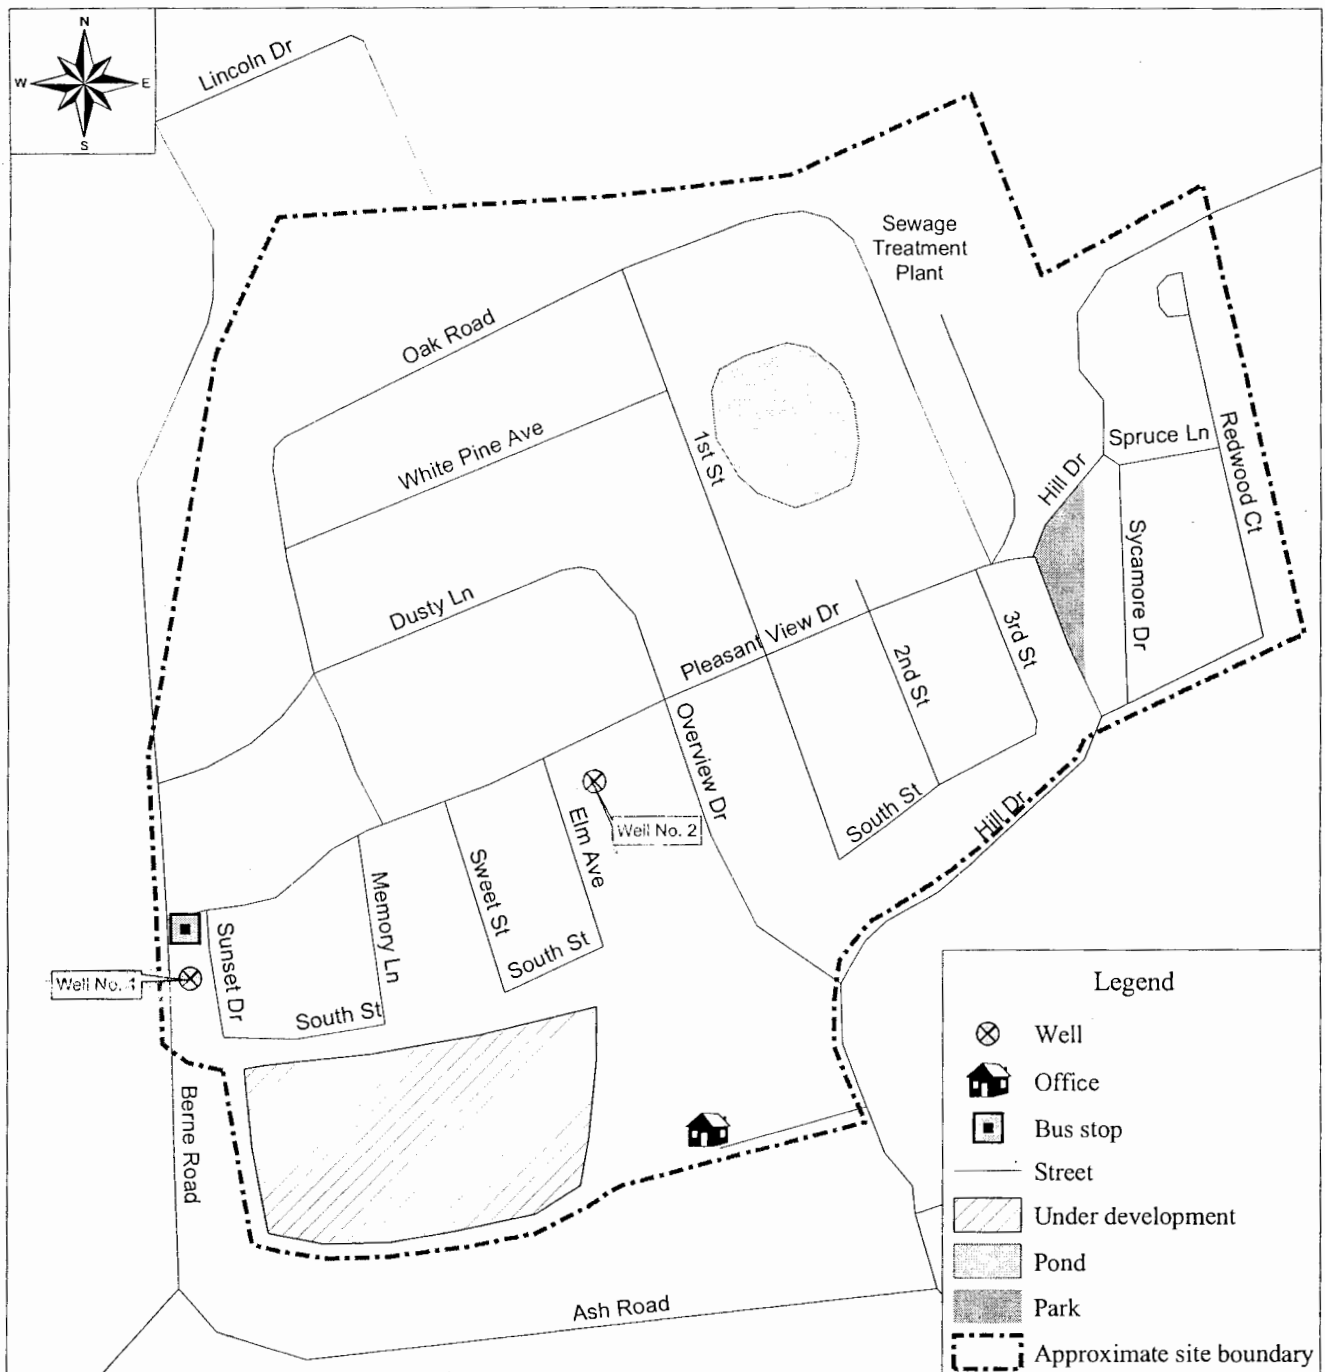 N
W E
S
Lincoln Dr
Sewage
Treatment
Plant
Oak Road
White Pine Ave
1st St
Spruce Ln
Redwood Ct
Hill Dr
Sycamore Dr
Dusty Ln
Pleasant View Dr
3rd St
2nd St
Overview Dr
South St
Hill Dr
Well No. 2
Elm Ave
Sweet St
Memory Ln
South St
Sunset Dr
Well No. 1
South St
Berne Road
Ash Road
Legend
Well
Office
Bus stop
Street
Under development
Pond
Park
Approximate site boundary